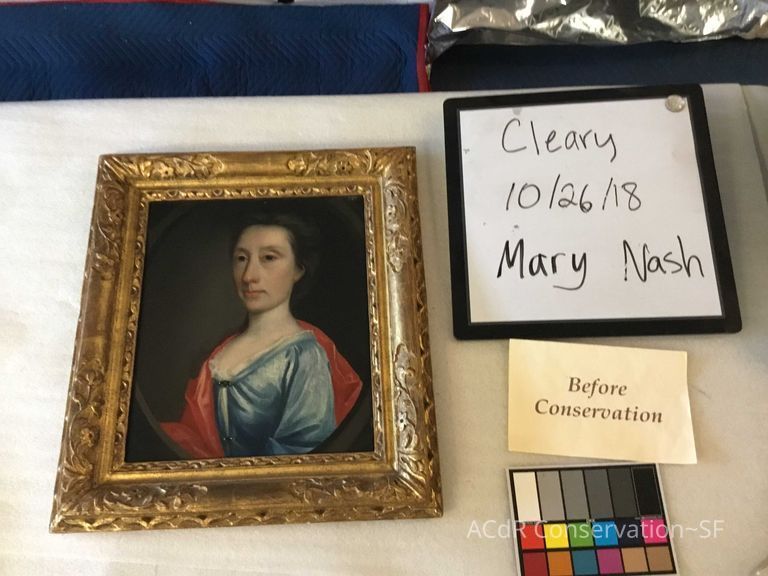 Cleary
10/26/18
Mary Nash
Before
Conservation
ACdR Conservation~SF